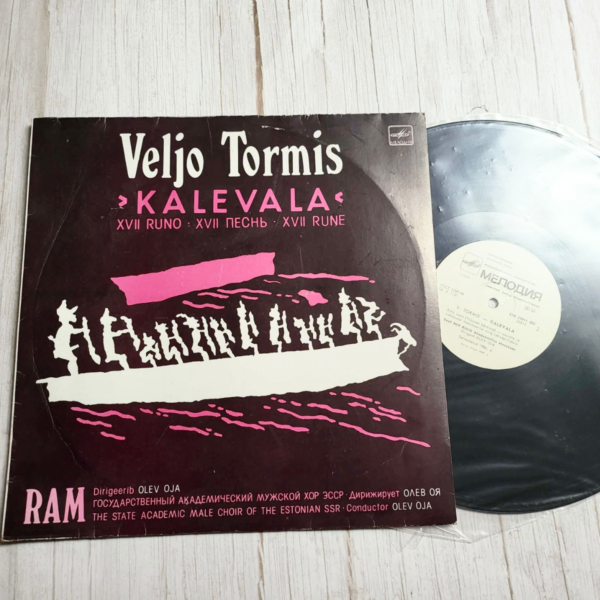 Veljo Tormis
>KALEVALA<
XVII RUNO · XVII ПЕСНЬ · XVII RUNE
RAM
Dirigeerib OLEV OJA
ГОСУДАРСТВЕННЫЙ АКАДЕМИЧЕСКИЙ МУЖСКОЙ ХОР ЭССР · Дирижирует ОЛЕВ ОЯ
THE STATE ACADEMIC MALE CHOIR OF THE ESTONIAN SSR · Conductor OLEV OJA
МЕЛОДИЯ
KALEVALA